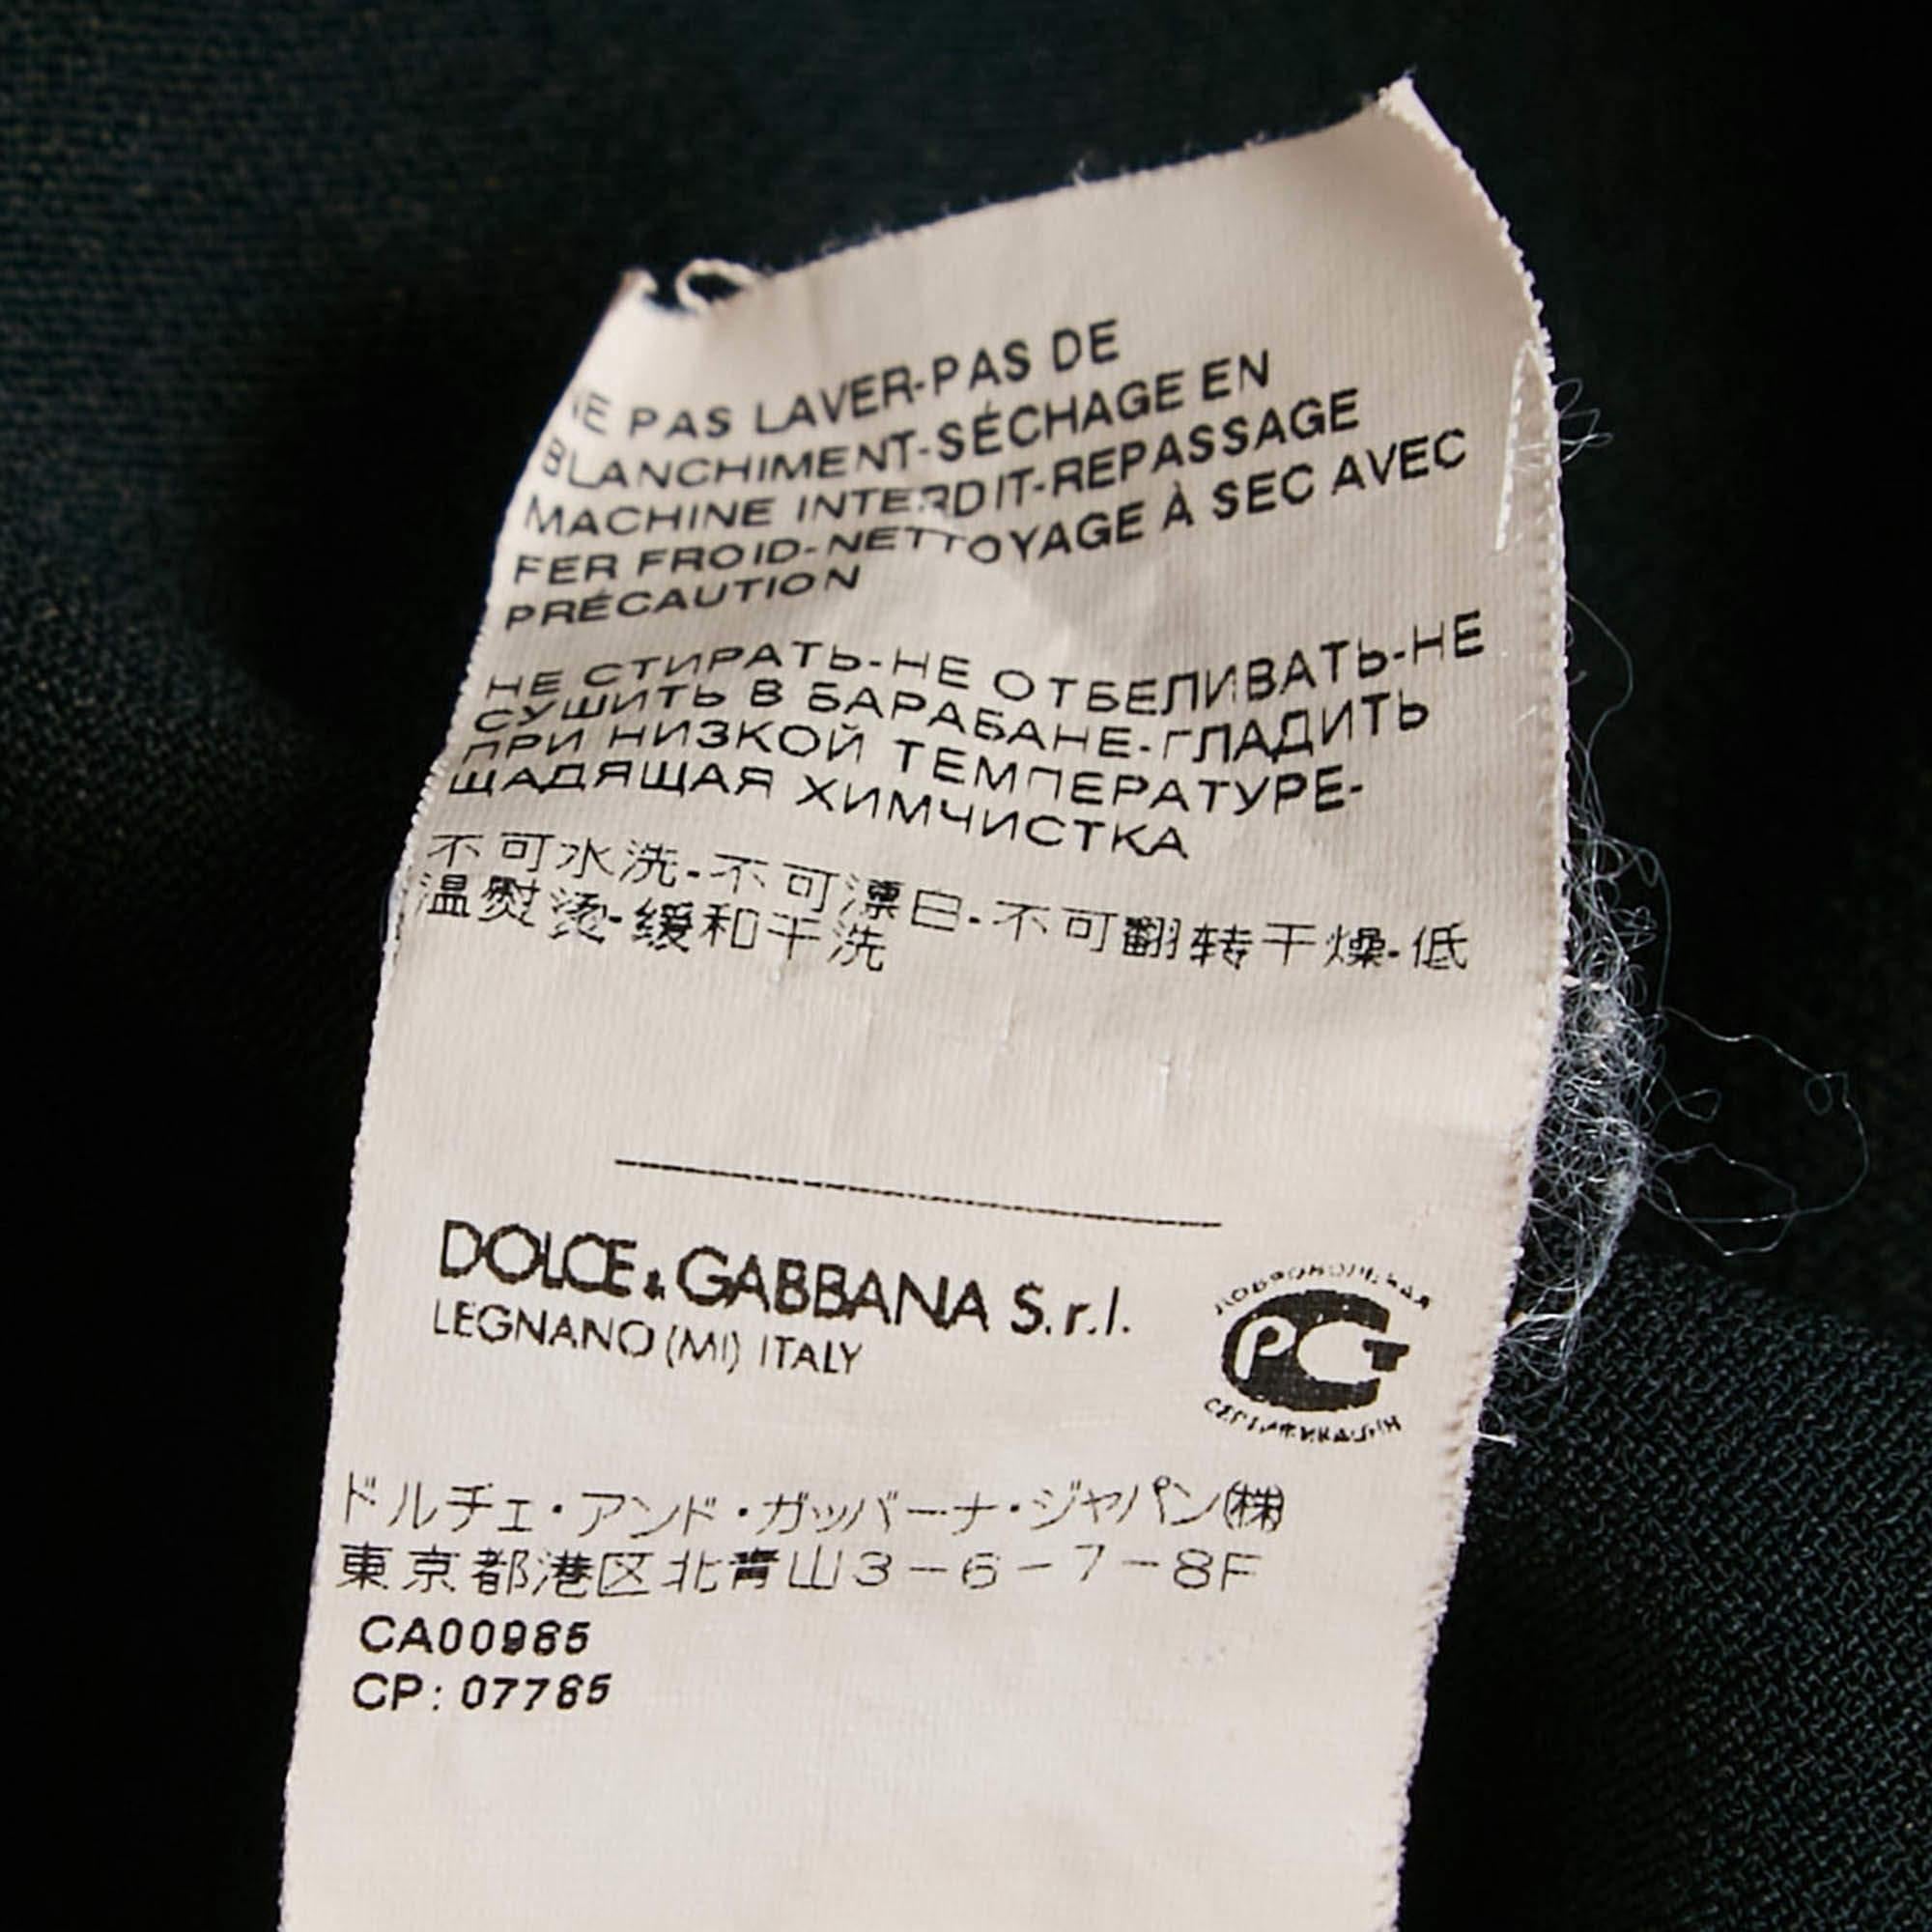 NE PAS LAVER-PAS DE
BLANCHIMENT-SÉCHAGE EN
MACHINE INTERDIT-REPASSAGE
FER FROID-NETTOYAGE À SEC AVEC
PRÉCAUTION
НЕ СТИРАТЬ-НЕ ОТБЕЛИВАТЬ-НЕ
СУШИТЬ В БАРАБАНЕ-ГЛАДИТЬ
ПРИ НИЗКОЙ ТЕМПЕРАТУРЕ-
ЩАДЯЩАЯ ХИМЧИСТКА
不可水洗-不可漂白-不可翻转干燥-低
温熨烫-缓和干洗
DOLCE & GABBANA S.r.l.
LEGNANO (MI) ITALY
ДОБРОВОЛЬНАЯ
РСТ
СЕРТИФИКАЦИЯ
ドルチェ・アンド・ガッバーナ・ジャパン㈱
東京都港区北青山3-6-7-8F
CA00965
CP: 07765